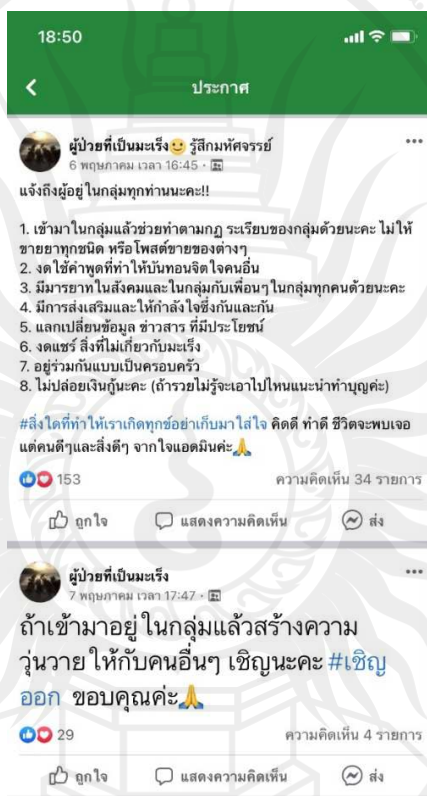 18:50
ประกาศ
ผู้ป่วยที่เป็นมะเร็ง รู้สึกมหัศจรรย์
6 พฤษภาคม เวลา 16:45 ·
แจ้งถึงผู้อยู่ในกลุ่มทุกท่านนะคะ!!
1. เข้ามาในกลุ่มแล้วช่วยทำตามกฎ ระเรียบของกลุ่มด้วยนะคะ ไม่ให้
ขายยาทุกชนิด หรือโพสต์ขายของต่างๆ
2. งดใช้คำพูดที่ทำให้บันทอนจิตใจคนอื่น
3. มีมารยาทในสังคมและในกลุ่มกับเพื่อนๆในกลุ่มทุกคนด้วยนะคะ
4. มีการส่งเสริมและให้กำลังใจซึ่งกันและกัน
5. แลกเปลี่ยนข้อมูล ข่าวสาร ที่มีประโยชน์
6. งดแชร์ สิ่งที่ไม่เกี่ยวกับมะเร็ง
7. อยู่ร่วมกันแบบเป็นครอบครัว
8. ไม่ปล่อยเงินกู้นะคะ (ถ้ารวยไม่รู้จะเอาไปไหนแนะนำทำบุญค่ะ)
#สิ่งใดที่ทำให้เราเกิดทุกข์อย่าเก็บมาใส่ใจ คิดดี ทำดี ชีวิตจะพบเจอ
แต่คนดีๆและสิ่งดีๆ จากใจแอดมินค่ะ🙏
153 ความคิดเห็น 34 รายการ
ถูกใจ แสดงความคิดเห็น ส่ง
ผู้ป่วยที่เป็นมะเร็ง
7 พฤษภาคม เวลา 17:47 ·
ถ้าเข้ามาอยู่ในกลุ่มแล้วสร้างความ
วุ่นวายให้กับคนอื่นๆ เชิญนะคะ #เชิญ
ออก ขอบคุณค่ะ🙏
29 ความคิดเห็น 4 รายการ
ถูกใจ แสดงความคิดเห็น ส่ง